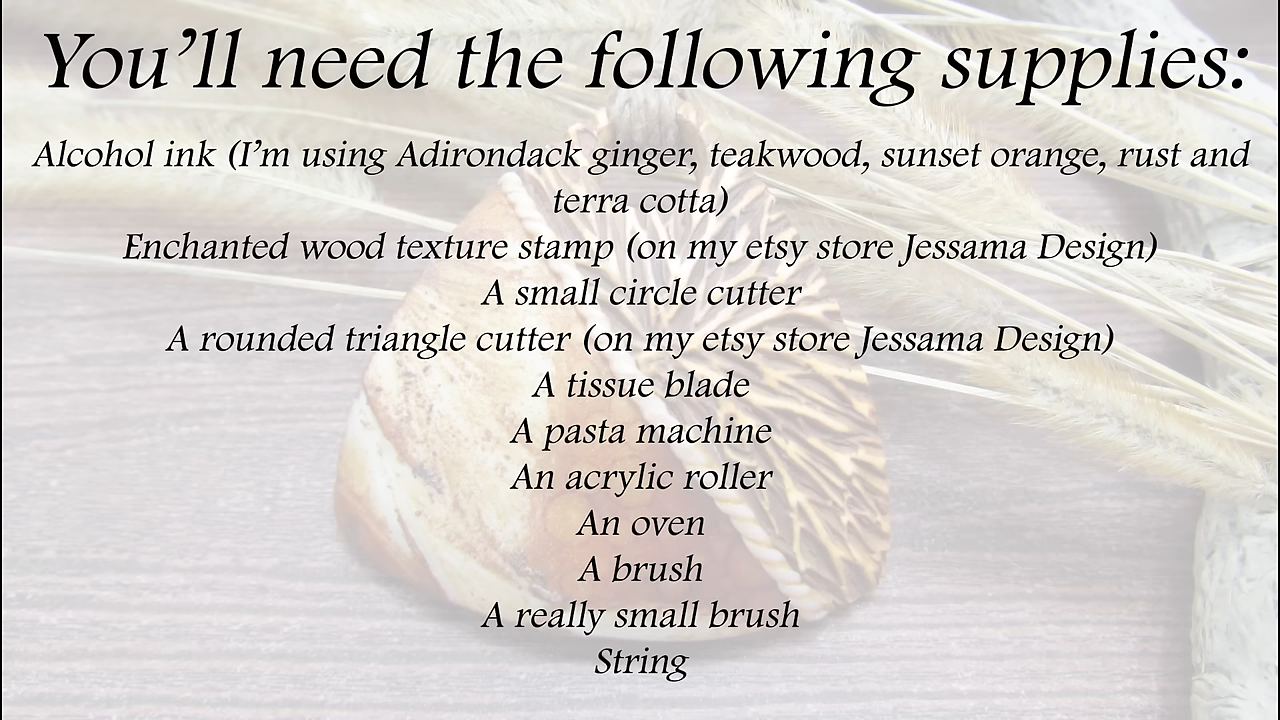 You’ll need the following supplies:
Alcohol ink (I’m using Adirondack ginger, teakwood, sunset orange, rust and
terra cotta)
Enchanted wood texture stamp (on my etsy store Jessama Design)
A small circle cutter
A rounded triangle cutter (on my etsy store Jessama Design)
A tissue blade
A pasta machine
An acrylic roller
An oven
A brush
A really small brush
String